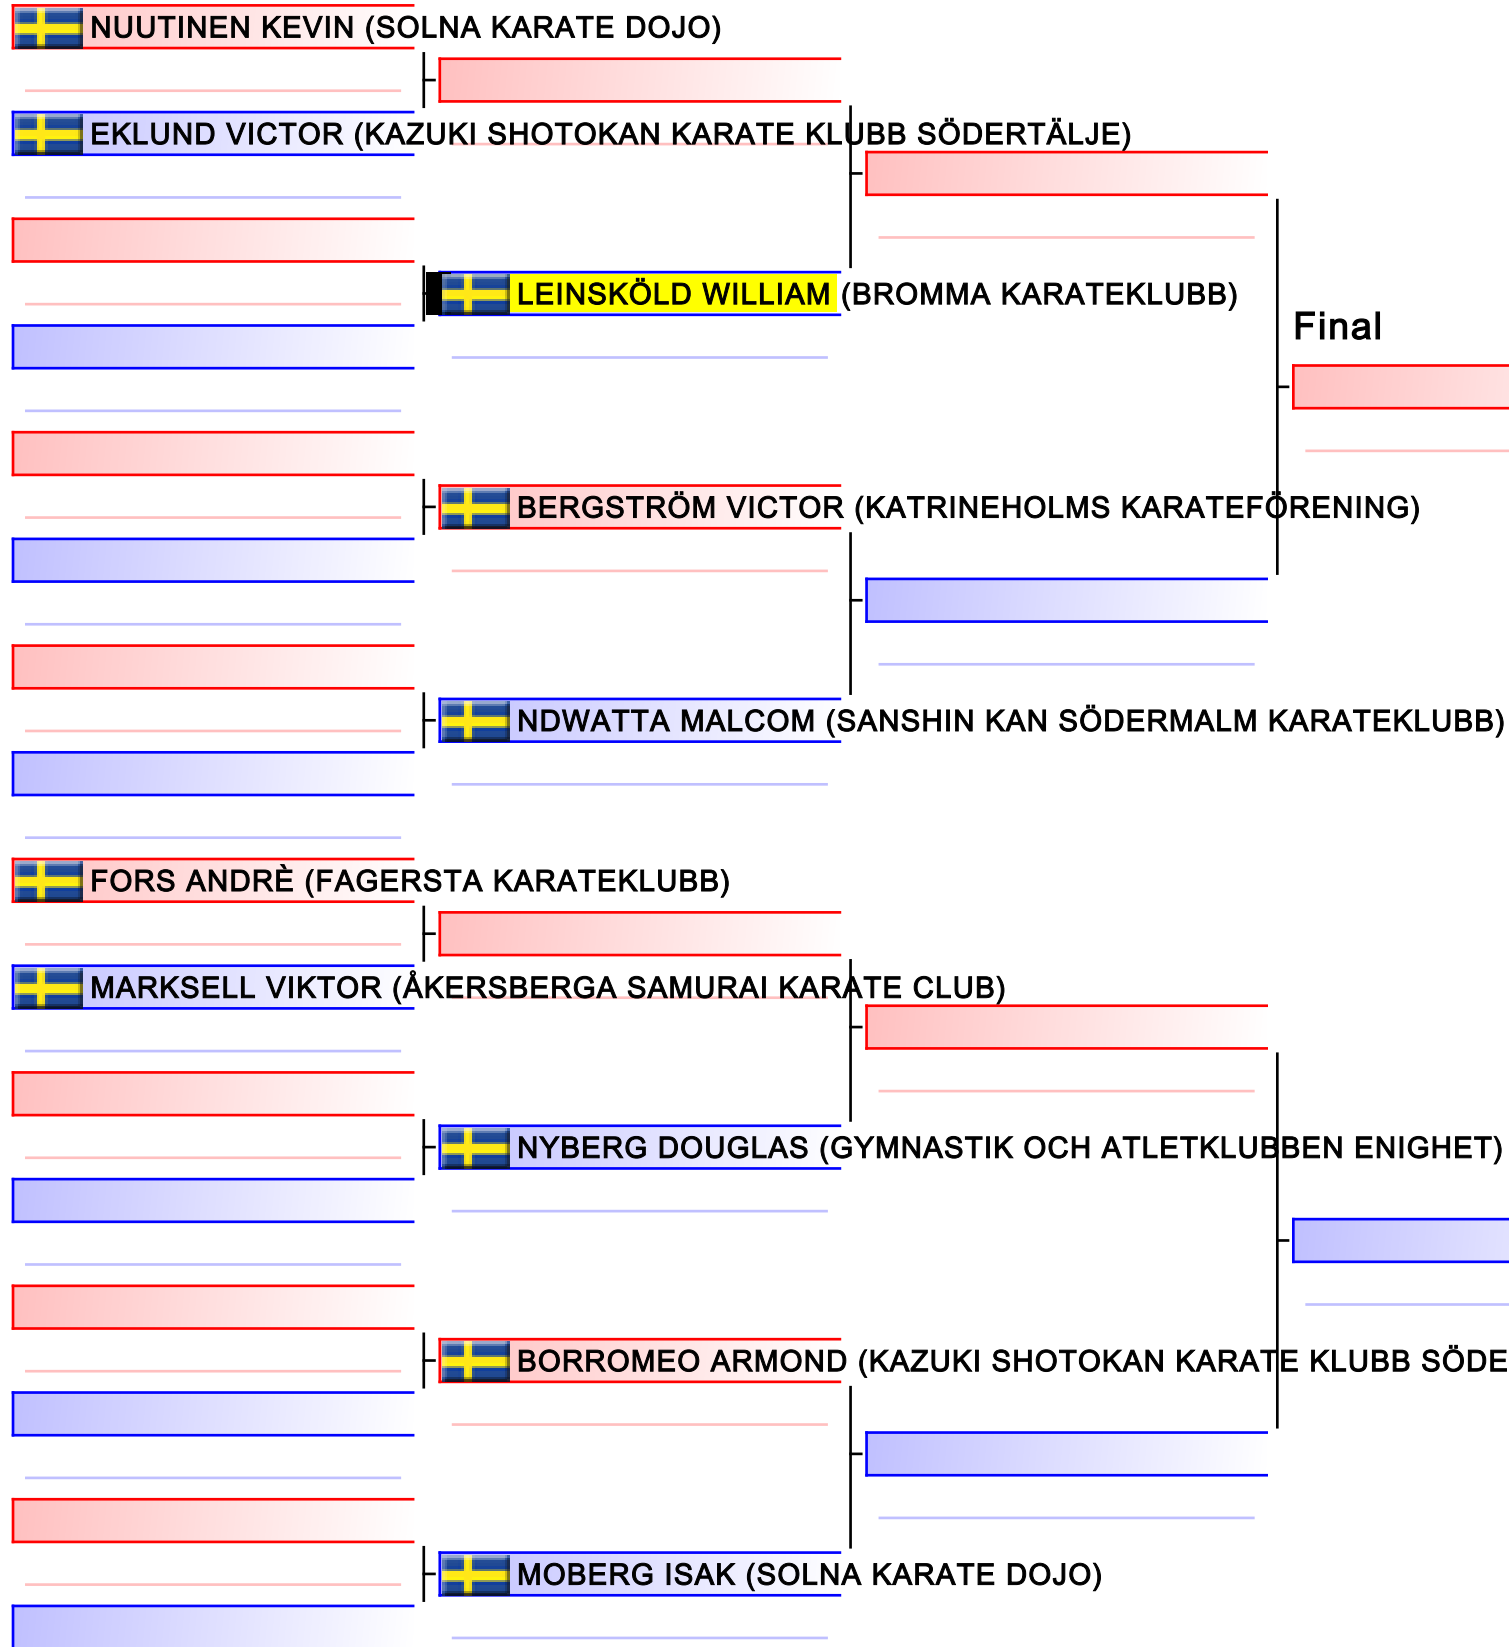 NUUTINEN KEVIN (SOLNA KARATE DOJO)
EKLUND VICTOR (KAZUKI SHOTOKAN KARATE KLUBB SÖDERTÄLJE)
LEINSKÖLD WILLIAM (BROMMA KARATEKLUBB)
Final
BERGSTRÖM VICTOR (KATRINEHOLMS KARATEFÖRENING)
NDWATTA MALCOM (SANSHIN KAN SÖDERMALM KARATEKLUBB)
FORS ANDRÈ (FAGERSTA KARATEKLUBB)
MARKSELL VIKTOR (ÅKERSBERGA SAMURAI KARATE CLUB)
NYBERG DOUGLAS (GYMNASTIK OCH ATLETKLUBBEN ENIGHET)
BORROMEO ARMOND (KAZUKI SHOTOKAN KARATE KLUBB SÖDE
MOBERG ISAK (SOLNA KARATE DOJO)